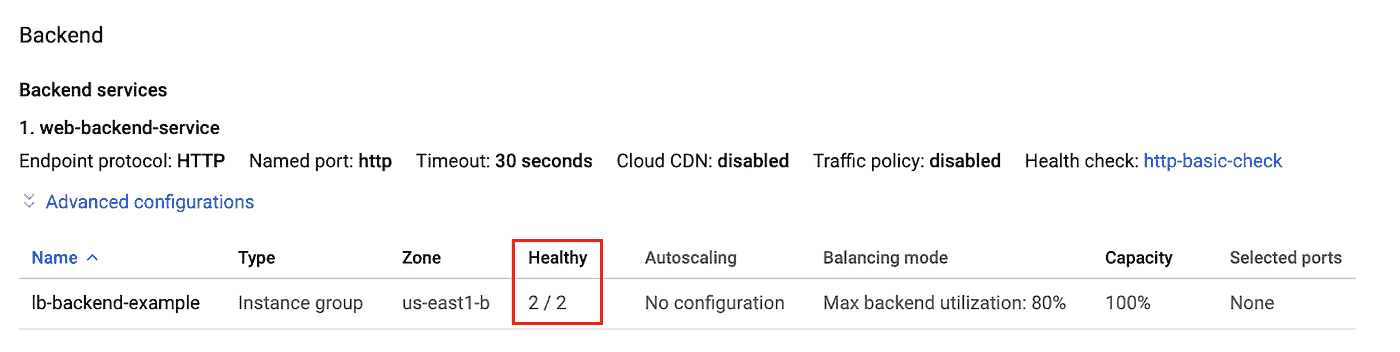 Backend
Backend services
1. web-backend-service
Endpoint protocol: HTTP Named port: http Timeout: 30 seconds Cloud CDN: disabled Traffic policy: disabled Health check: http-basic-check
Advanced configurations
Name Type Zone Healthy Autoscaling Balancing mode Capacity Selected ports
lb-backend-example Instance group us-east1-b 2 / 2 No configuration Max backend utilization: 80% 100% None